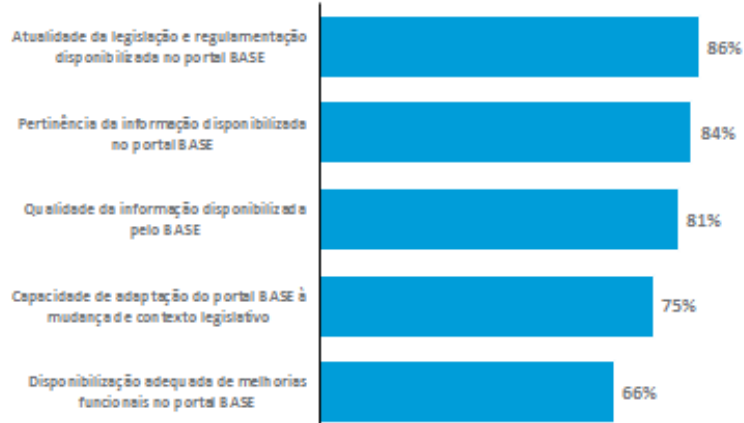 Atualidade da legislação e regulamentação
disponibilizada no portal BASE
86%
Pertinência da informação disponibilizada
no portal BASE
84%
Qualidade da informação disponibilizada
pelo BASE
81%
Capacidade de adaptação do portal BASE à
mudança de contexto legislativo
75%
Disponibilização adequada de melhorias
funcionais no portal BASE
66%